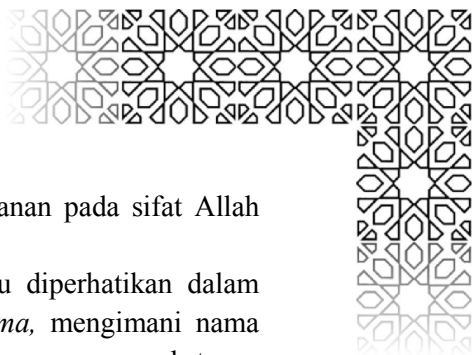 anan pada sifat Allah
u diperhatikan dalam
ma, mengimani nama